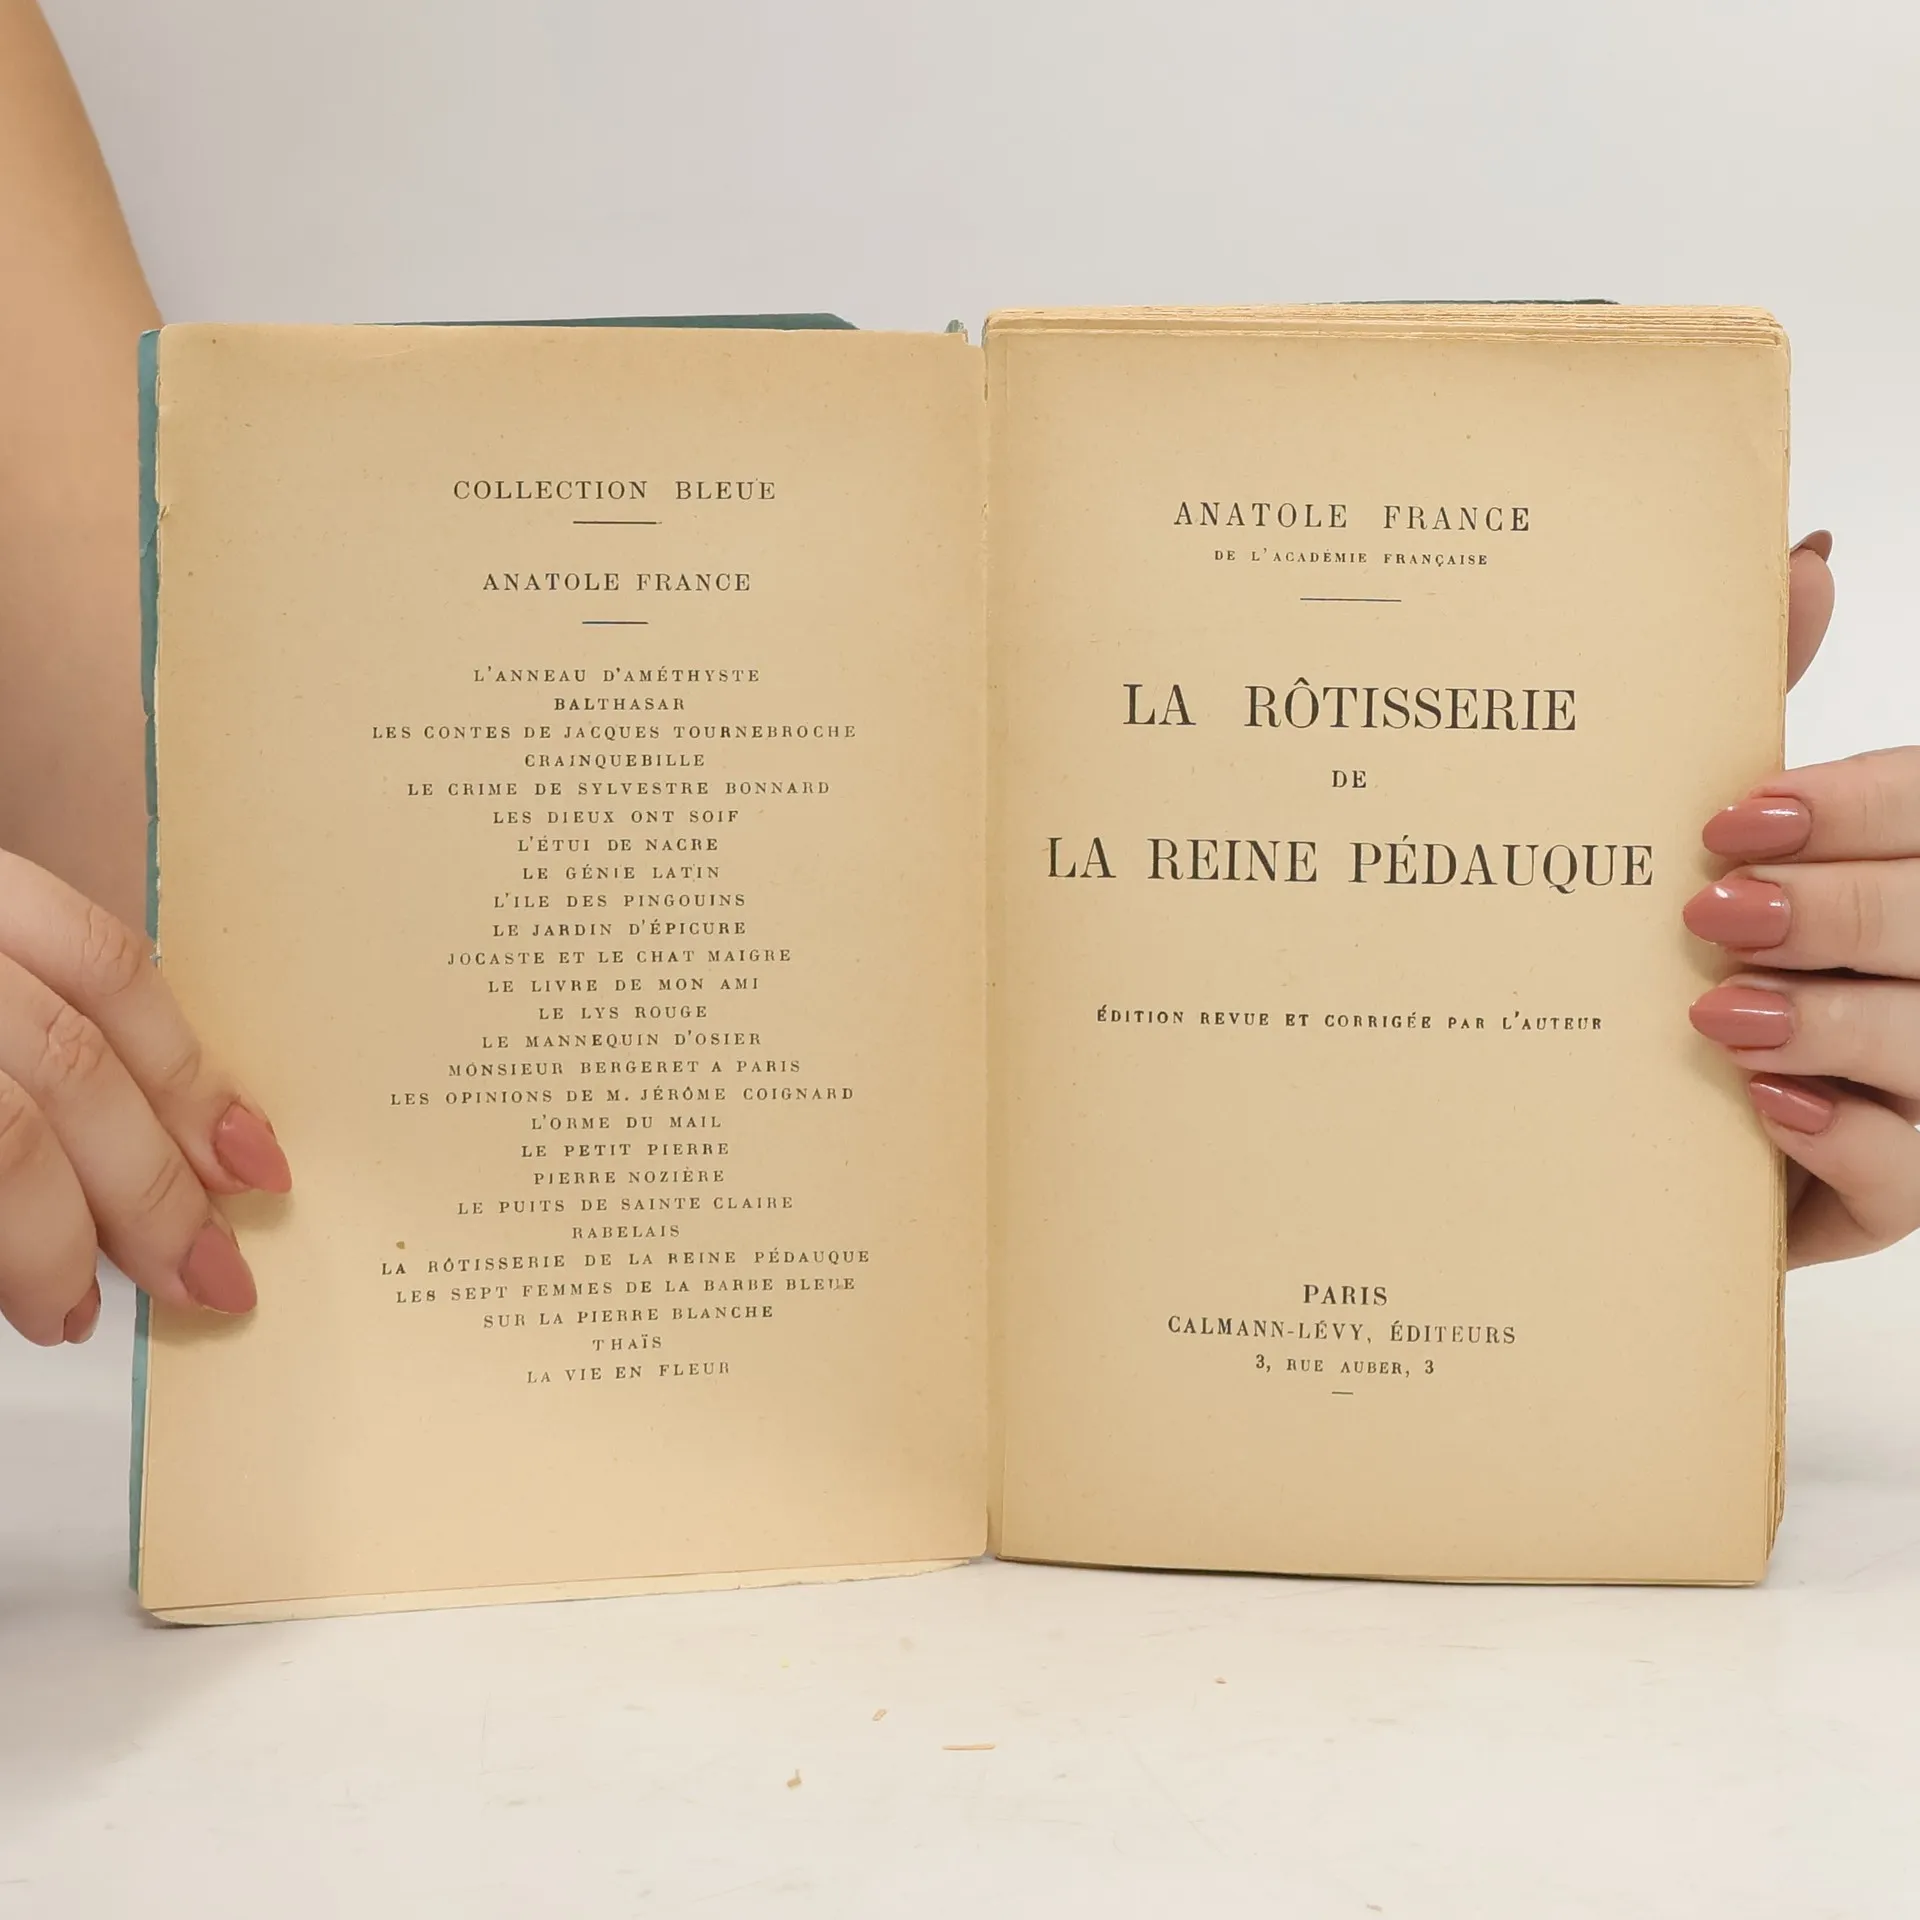 COLLECTION BLEUE
ANATOLE FRANCE
L'ANNEAU D'AMÉTHYSTE
BALTHASAR
LES CONTES DE JACQUES TOURNEBROCHE
CRAINQUEBILLE
LE CRIME DE SYLVESTRE BONNARD
LES DIEUX ONT SOIF
L'ÉTUI DE NACRE
LE GÉNIE LATIN
L'ILE DES PINGOUINS
LE JARDIN D'ÉPICURE
JOCASTE ET LE CHAT MAIGRE
LE LIVRE DE MON AMI
LE LYS ROUGE
LE MANNEQUIN D'OSIER
MONSIEUR BERGERET A PARIS
LES OPINIONS DE M. JÉRÔME COIGNARD
L'ORME DU MAIL
LE PETIT PIERRE
PIERRE NOZIÈRE
LE PUITS DE SAINTE CLAIRE
RABELAIS
LA RÔTISSERIE DE LA REINE PÉDAUQUE
LES SEPT FEMMES DE LA BARBE BLEUE
SUR LA PIERRE BLANCHE
THAÏS
LA VIE EN FLEUR
ANATOLE FRANCE
DE L'ACADÉMIE FRANÇAISE
LA RÔTISSERIE
DE
LA REINE PÉDAUQUE
ÉDITION REVUE ET CORRIGÉE PAR L'AUTEUR
PARIS
CALMANN-LÉVY, ÉDITEURS
3, RUE AUBER, 3